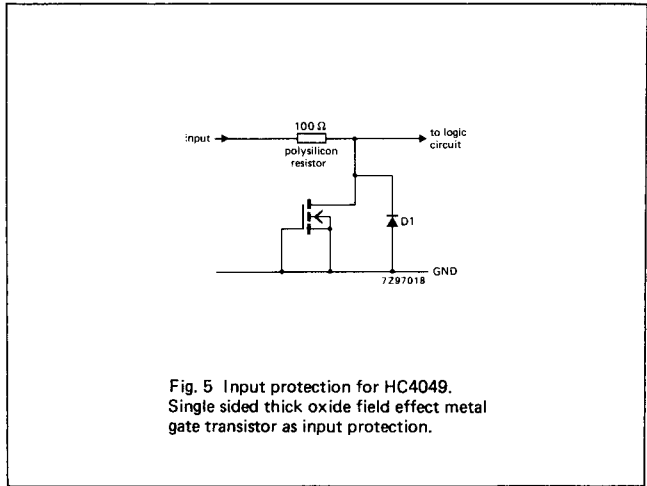 100 Ω
input
to logic
circuit
polysilicon
resistor
D1
GND
7Z97018
Fig. 5 Input protection for HC4049.
Single sided thick oxide field effect metal
gate transistor as input protection.